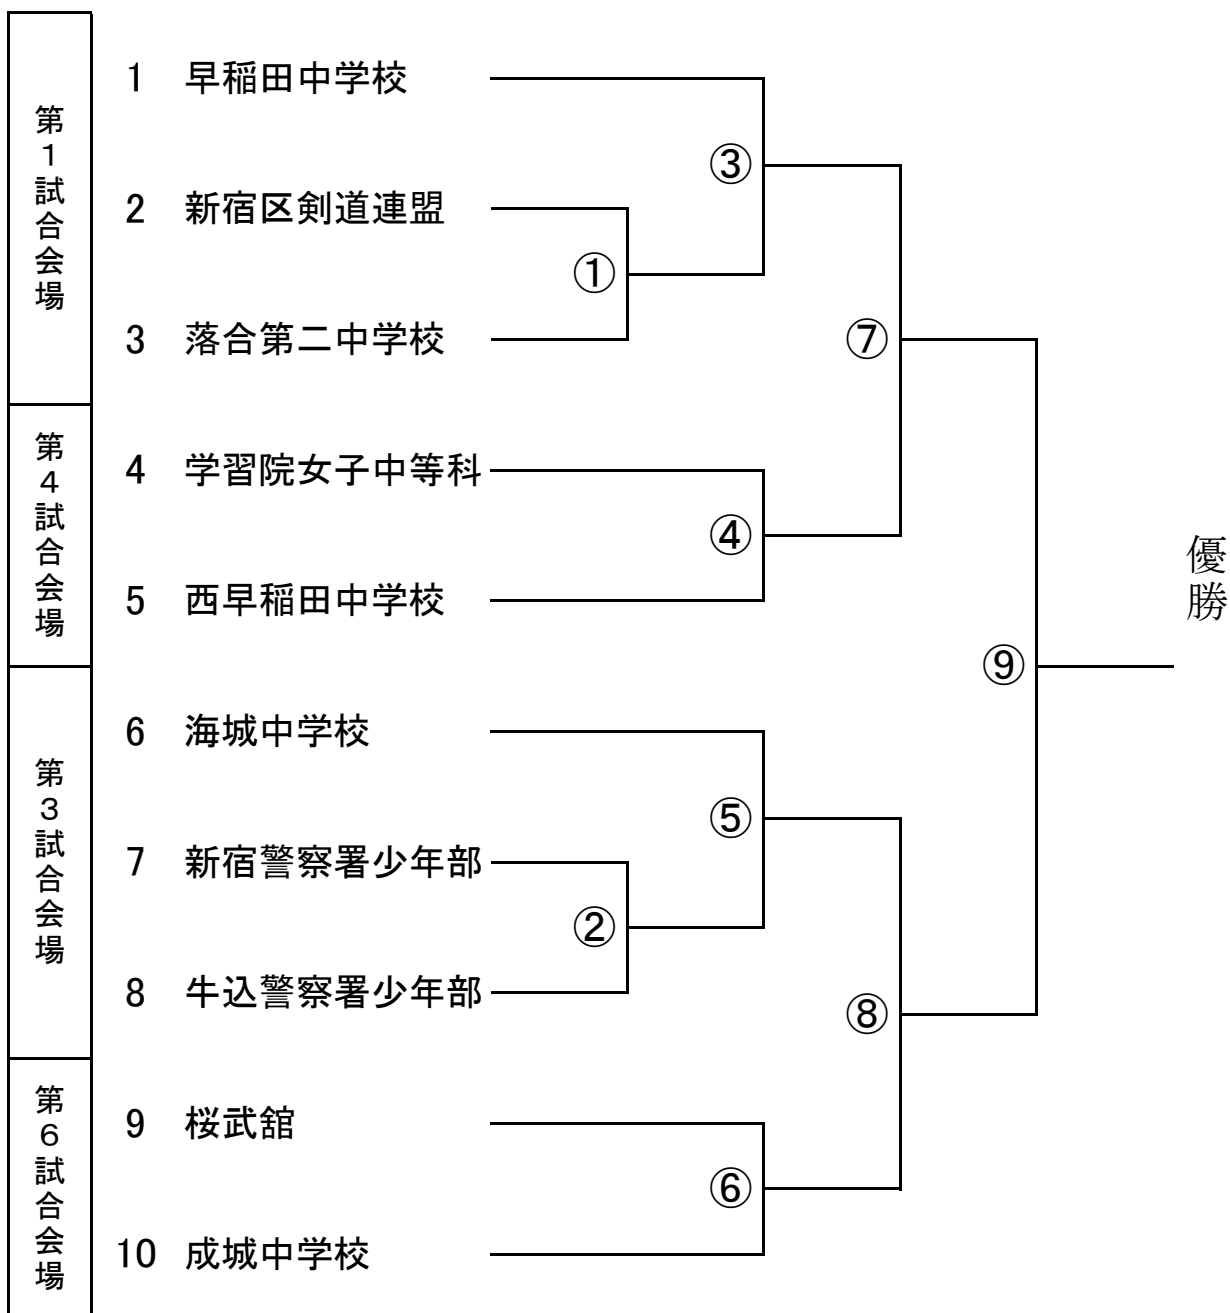 第1試合会場
1 早稲田中学校
③
2 新宿区剣道連盟
①
3 落合第二中学校
⑦
第4試合会場
4 学習院女子中等科
④
5 西早稲田中学校
優勝
⑨
第3試合会場
6 海城中学校
⑤
7 新宿警察署少年部
②
8 牛込警察署少年部
⑧
第6試合会場
9 桜武舘
⑥
10 成城中学校